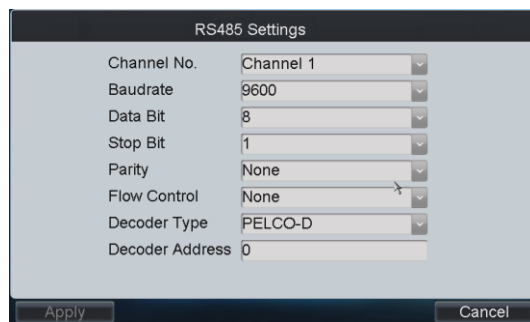 RS485 Settings
Channel No. Channel 1
Baudrate 9600
Data Bit 8
Stop Bit 1
Parity None
Flow Control None
Decoder Type PELCO-D
Decoder Address 0
Apply Cancel